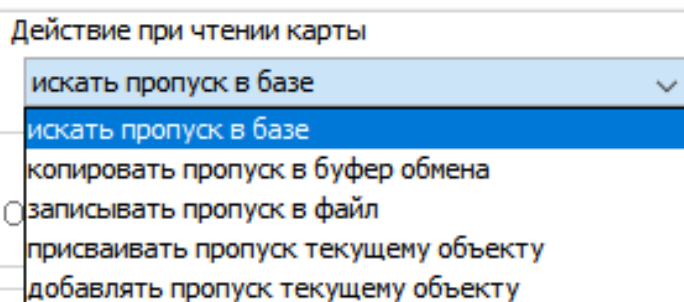 Действие при чтении карты
искать пропуск в базе
искать пропуск в базе
копировать пропуск в буфер обмена
записывать пропуск в файл
присваивать пропуск текущему объекту
добавлять пропуск текущему объекту